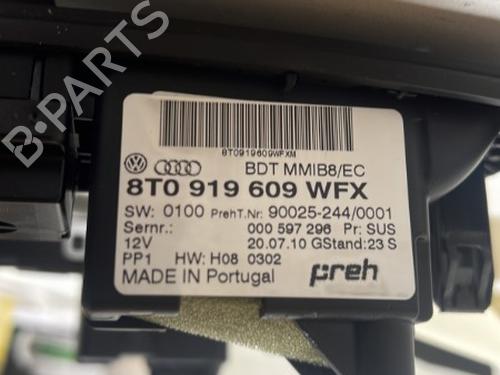 B-PARTS
8T0919609WFXM
BDT MMIB8/EC
8T0 919 609 WFX
SW: 0100 PrehT.Nr: 90025-244/0001
Sernr.: 000 597 296 Pr: SUS
12V 20.07.10 GStand: 23 S
PP1 HW: H08 0302
MADE IN Portugal preh